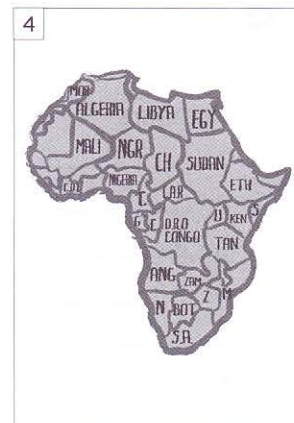 4
MOR
ALGERIA
LIBYA
EGY
MALI
NGR
CH
SUDAN
NIGERIA
C.A.R
ETH
C.
G
C
D.R.O
CONGO
U
KEN
S
TAN
ANG
ZAM
M
N
BOT
Z
S.A.